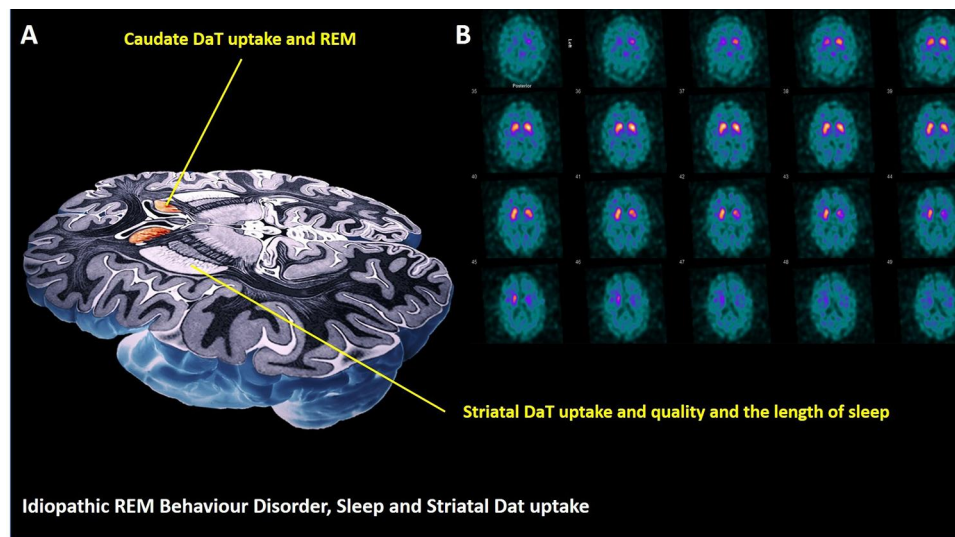 A
Caudate DaT uptake and REM
B
Left
Posterior
35
36
37
38
39
40
41
42
43
44
45
46
47
48
49
Striatal DaT uptake and quality and the length of sleep
Idiopathic REM Behaviour Disorder, Sleep and Striatal Dat uptake